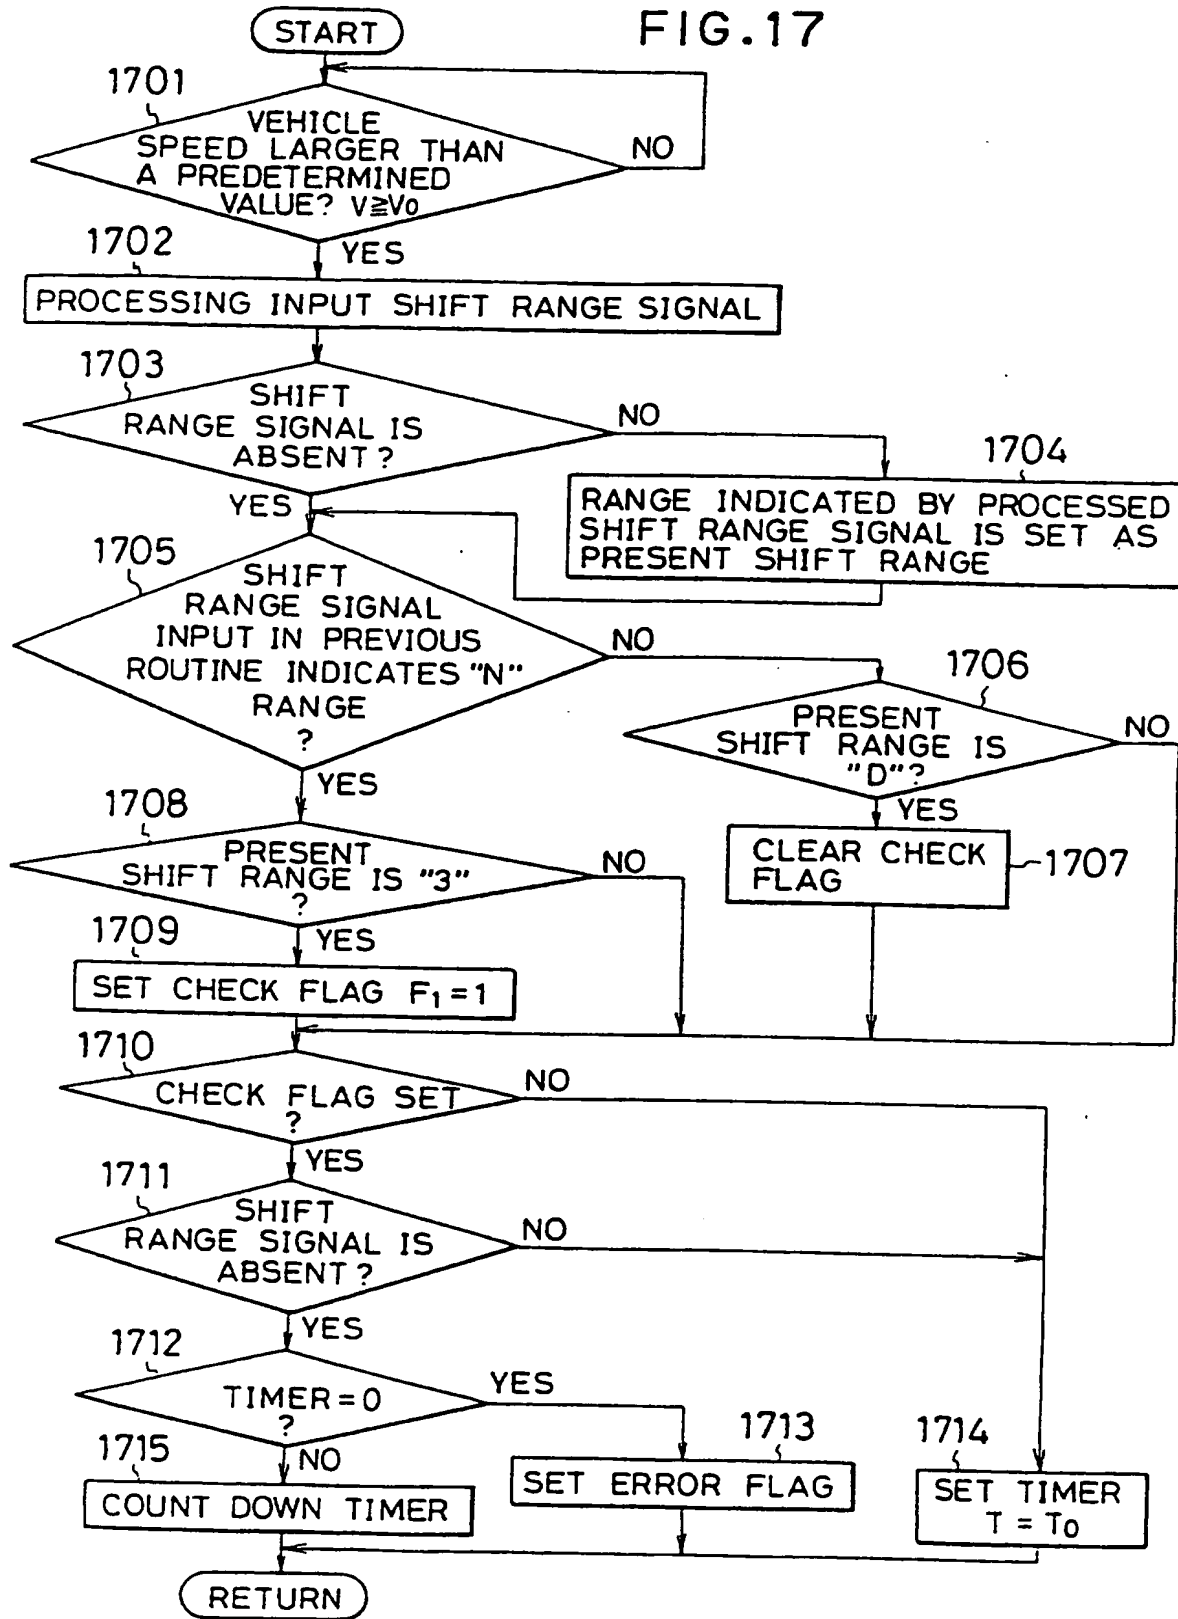 FIG.17
START
1701
VEHICLE
SPEED LARGER THAN
A PREDETERMINED
VALUE? V≧V0
NO
YES
1702
PROCESSING INPUT SHIFT RANGE SIGNAL
1703
SHIFT
RANGE SIGNAL IS
ABSENT?
NO
YES
1704
RANGE INDICATED BY PROCESSED
SHIFT RANGE SIGNAL IS SET AS
PRESENT SHIFT RANGE
1705
SHIFT
RANGE SIGNAL
INPUT IN PREVIOUS
ROUTINE INDICATES "N"
RANGE
?
NO
YES
1706
PRESENT
SHIFT RANGE IS
"D"?
NO
YES
CLEAR CHECK
FLAG
1707
1708
PRESENT
SHIFT RANGE IS "3"
?
NO
YES
1709
SET CHECK FLAG F1=1
1710
CHECK FLAG SET
?
NO
YES
1711
SHIFT
RANGE SIGNAL IS
ABSENT?
NO
YES
1712
TIMER=0
?
YES
NO
1713
SET ERROR FLAG
1714
SET TIMER
T=T0
1715
COUNT DOWN TIMER
RETURN